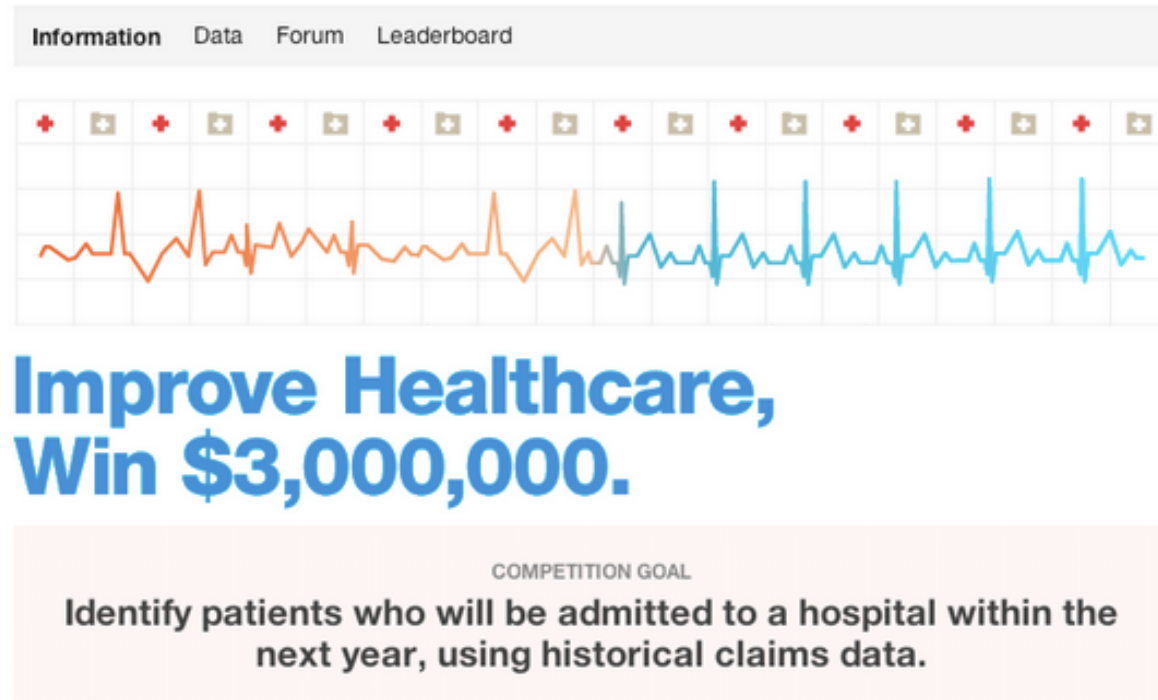 Information Data Forum Leaderboard
Improve Healthcare,
Win $3,000,000.
COMPETITION GOAL
Identify patients who will be admitted to a hospital within the
next year, using historical claims data.